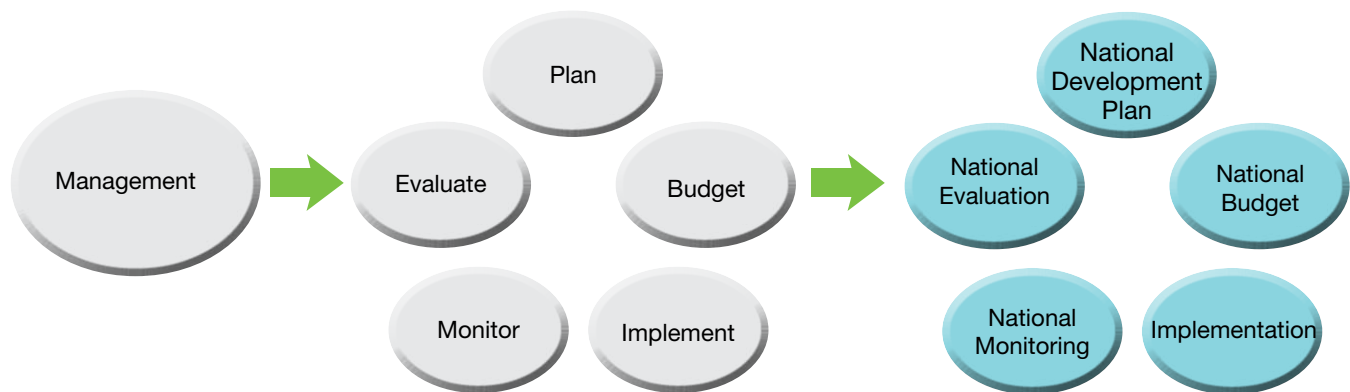 Management
Plan
Evaluate
Budget
Monitor
Implement
National
Development
Plan
National
Evaluation
National
Budget
National
Monitoring
Implementation